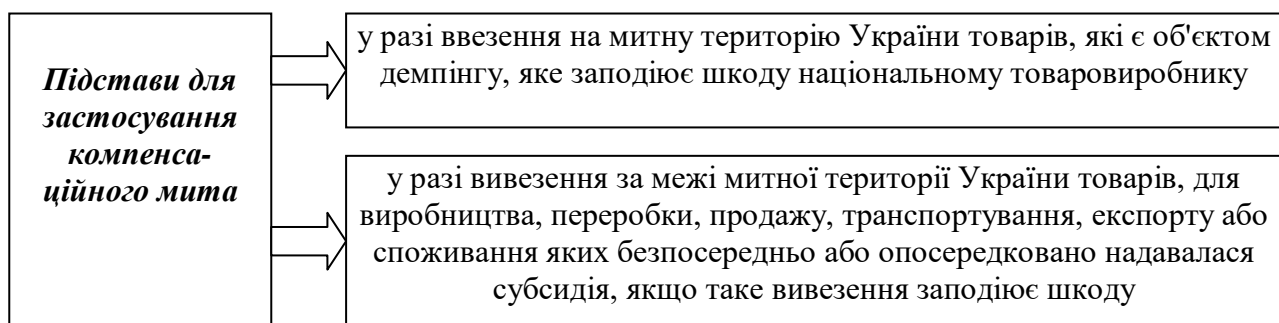 Підстави для
застосування
компенса-
ційного мита
у разі ввезення на митну територію України товарів, які є об'єктом
демпінгу, яке заподіює шкоду національному товаровиробнику
у разі вивезення за межі митної території України товарів, для
виробництва, переробки, продажу, транспортування, експорту або
споживання яких безпосередньо або опосередковано надавалася
субсидія, якщо таке вивезення заподіює шкоду